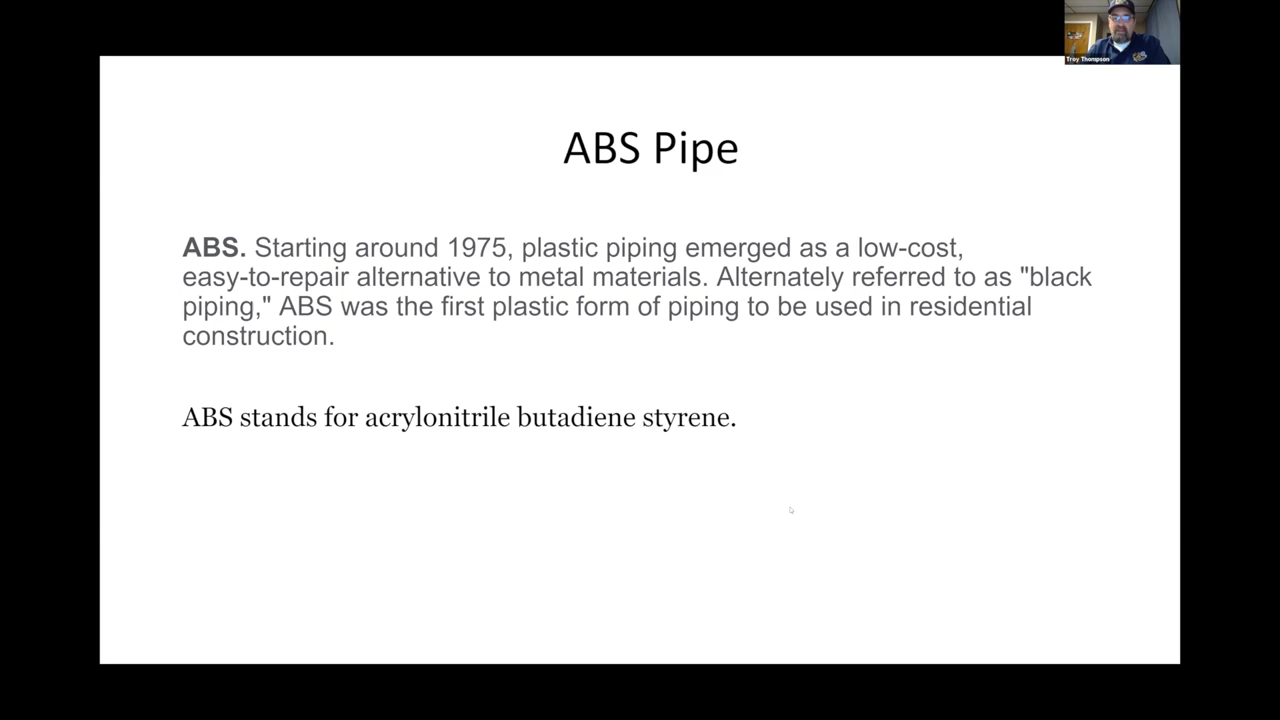 Troy Thompson
ABS Pipe
ABS. Starting around 1975, plastic piping emerged as a low-cost,
easy-to-repair alternative to metal materials. Alternately referred to as "black
piping," ABS was the first plastic form of piping to be used in residential
construction.
ABS stands for acrylonitrile butadiene styrene.